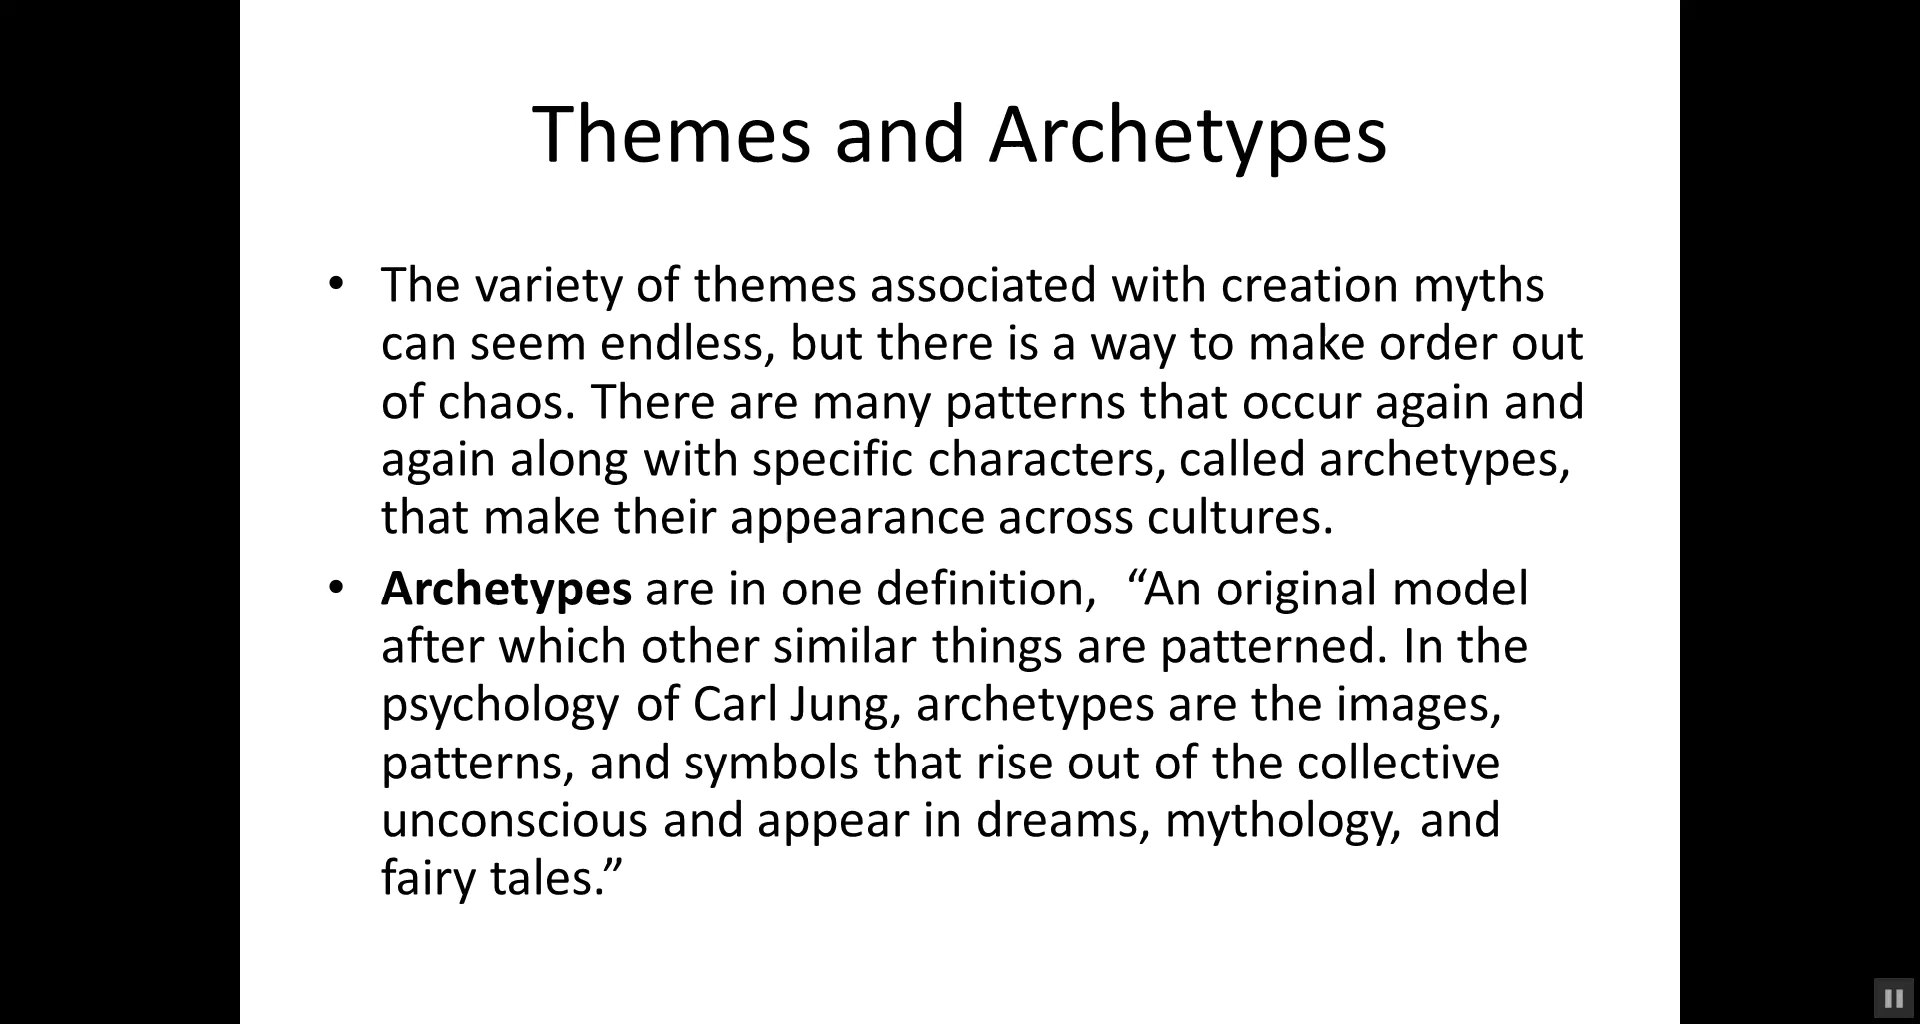 Themes and Archetypes
• The variety of themes associated with creation myths
can seem endless, but there is a way to make order out
of chaos. There are many patterns that occur again and
again along with specific characters, called archetypes,
that make their appearance across cultures.
• Archetypes are in one definition,  “An original model
after which other similar things are patterned. In the
psychology of Carl Jung, archetypes are the images,
patterns, and symbols that rise out of the collective
unconscious and appear in dreams, mythology, and
fairy tales.”